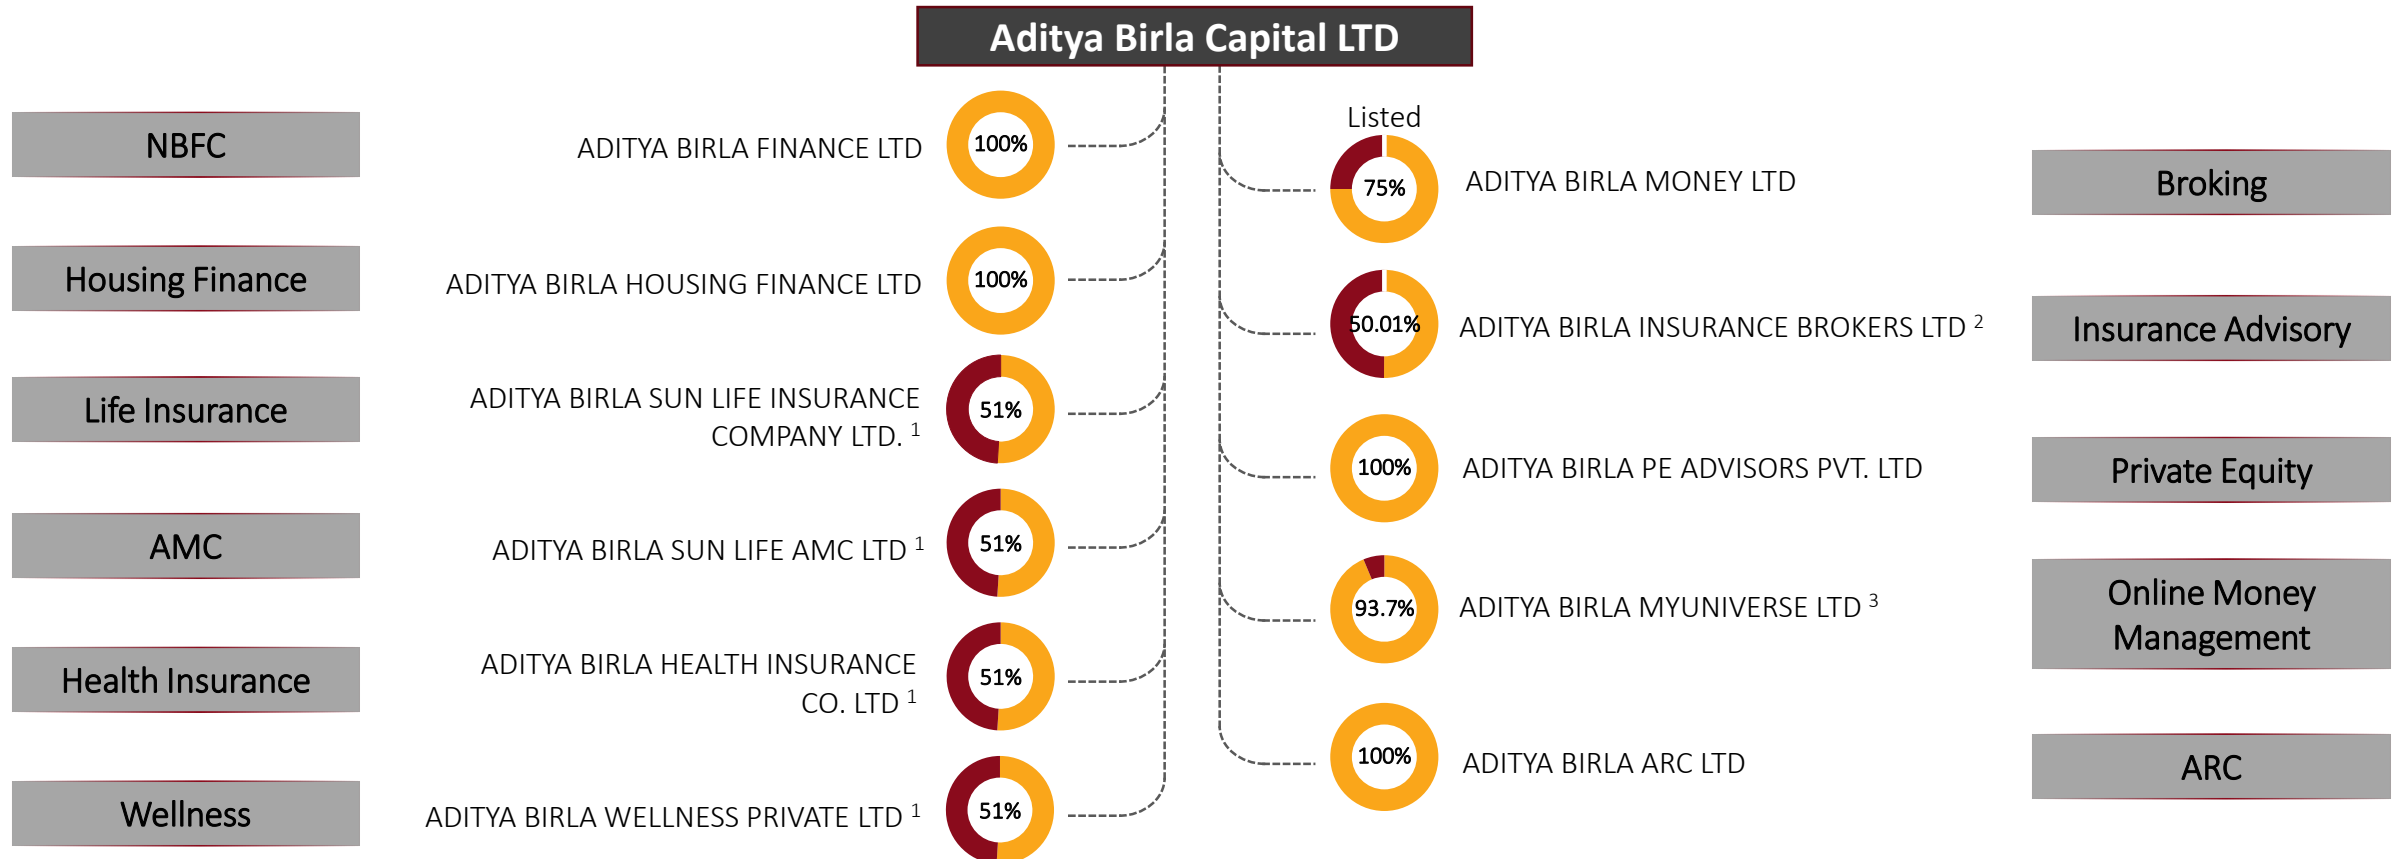 Aditya Birla Capital LTD
NBFC
ADITYA BIRLA FINANCE LTD
100%
Housing Finance
ADITYA BIRLA HOUSING FINANCE LTD
100%
Life Insurance
ADITYA BIRLA SUN LIFE INSURANCE
COMPANY LTD. 1
51%
AMC
ADITYA BIRLA SUN LIFE AMC LTD 1
51%
Health Insurance
ADITYA BIRLA HEALTH INSURANCE
CO. LTD 1
51%
Wellness
ADITYA BIRLA WELLNESS PRIVATE LTD 1
51%
Listed
75%
ADITYA BIRLA MONEY LTD
Broking
50.01%
ADITYA BIRLA INSURANCE BROKERS LTD 2
Insurance Advisory
100%
ADITYA BIRLA PE ADVISORS PVT. LTD
Private Equity
93.7%
ADITYA BIRLA MYUNIVERSE LTD 3
Online Money
Management
100%
ADITYA BIRLA ARC LTD
ARC